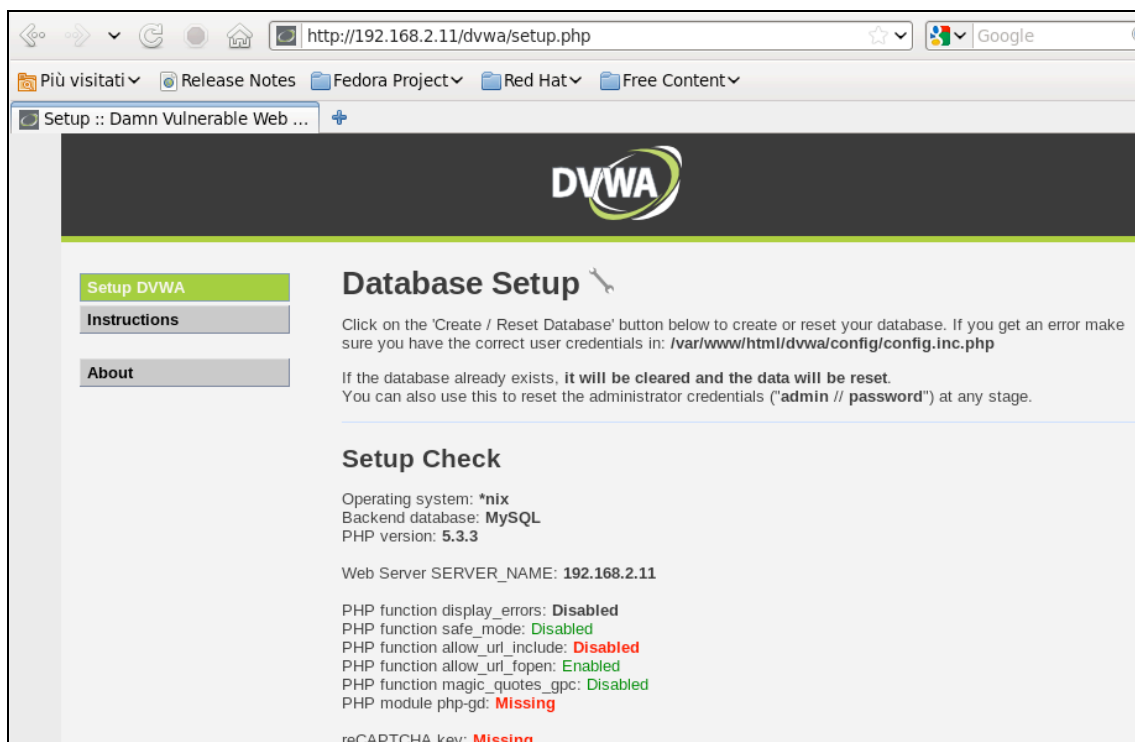 http://192.168.2.11/dvwa/setup.php
Google
Più visitati
Release Notes
Fedora Project
Red Hat
Free Content
Setup :: Damn Vulnerable Web ...
DVWA
Setup DVWA
Instructions
About
Database Setup
Click on the 'Create / Reset Database' button below to create or reset your database. If you get an error make
sure you have the correct user credentials in: /var/www/html/dvwa/config/config.inc.php
If the database already exists, it will be cleared and the data will be reset.
You can also use this to reset the administrator credentials ("admin // password") at any stage.
Setup Check
Operating system: *nix
Backend database: MySQL
PHP version: 5.3.3
Web Server SERVER_NAME: 192.168.2.11
PHP function display_errors: Disabled
PHP function safe_mode: Disabled
PHP function allow_url_include: Disabled
PHP function allow_url_fopen: Enabled
PHP function magic_quotes_gpc: Disabled
PHP module php-gd: Missing
reCAPTCHA key: Missing